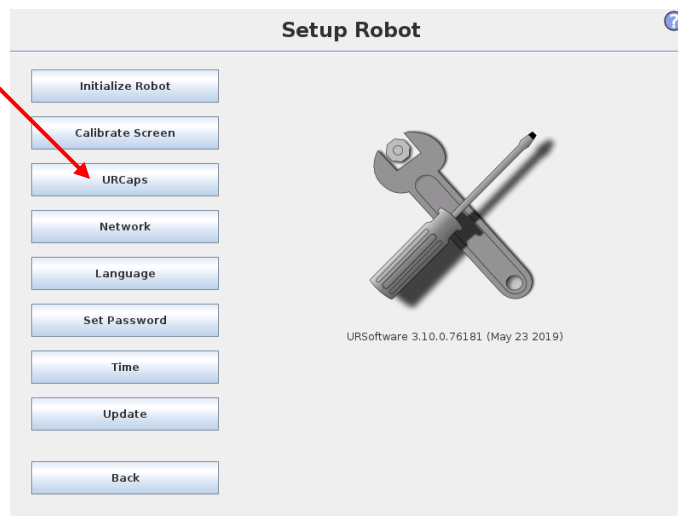 Setup Robot
?
Initialize Robot
Calibrate Screen
URCaps
Network
Language
Set Password
Time
Update
Back
URSoftware 3.10.0.76181 (May 23 2019)